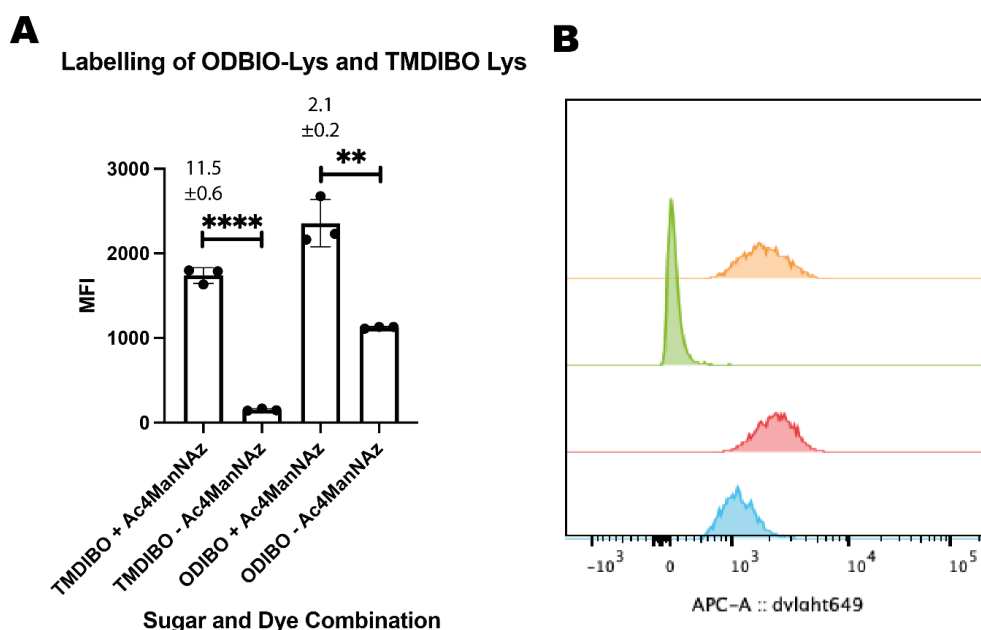 A
Labelling of ODBIO-Lys and TMDIBO Lys
2.1
±0.2
11.5
±0.6
**
****
3000
2000
1000
0
MFI
TMDIBO + Ac4ManNAz
TMDIBO - Ac4ManNAz
ODIBO + Ac4ManNAz
ODIBO - Ac4ManNAz
Sugar and Dye Combination
B
-10³ 0 10³ 10⁴ 10⁵
APC-A :: dylght649